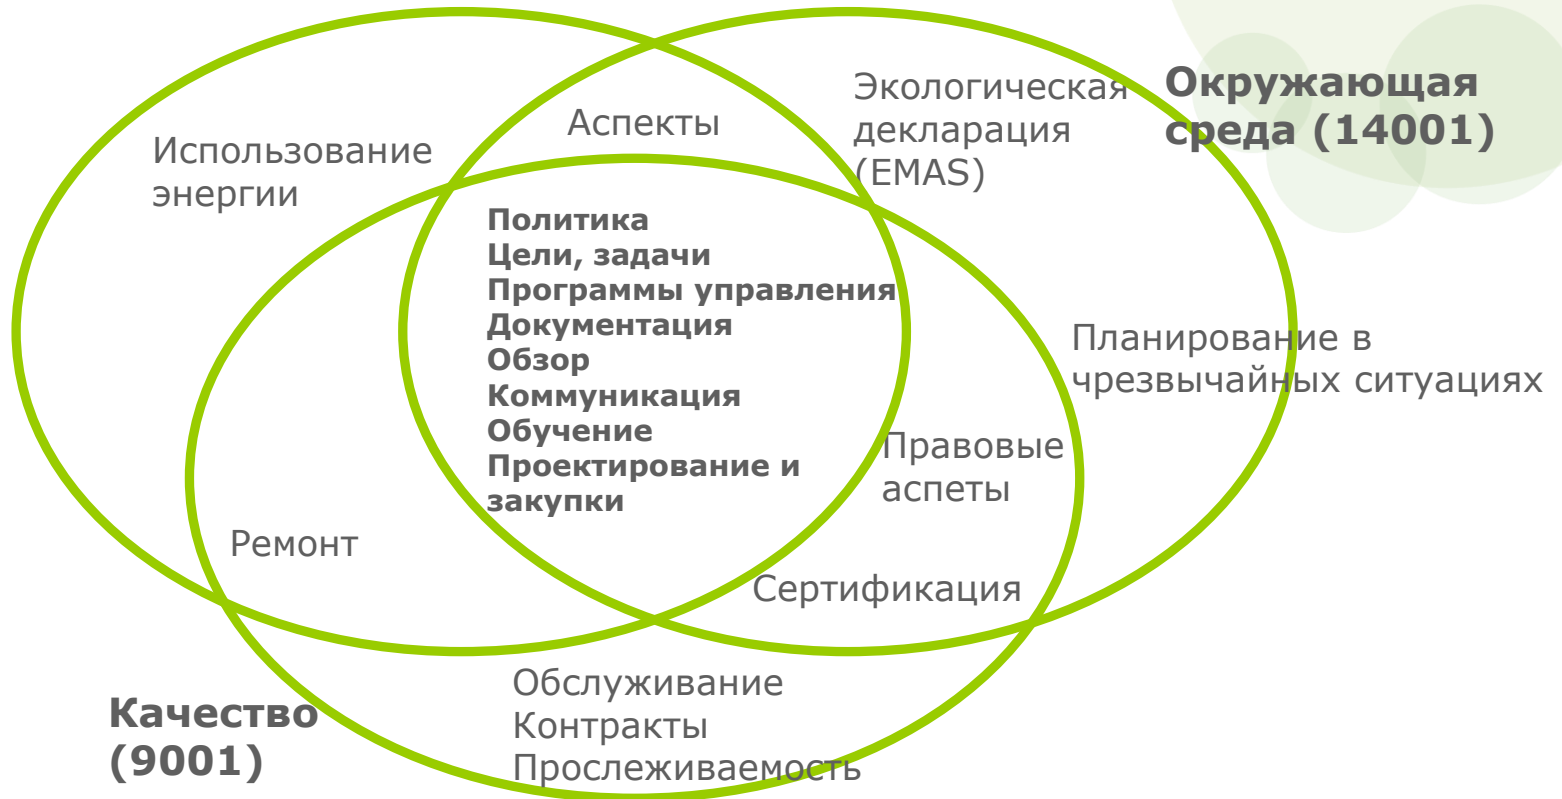 Использование
энергии
Аспекты
Экологическая
декларация
(EMAS)
Окружающая
среда (14001)
Политика
Цели, задачи
Программы управления
Документация
Обзор
Коммуникация
Обучение
Проектирование и
закупки
Планирование в
чрезвычайных ситуациях
Правовые
аспеты
Ремонт
Сертификация
Качество
(9001)
Обслуживание
Контракты
Прослеживаемость